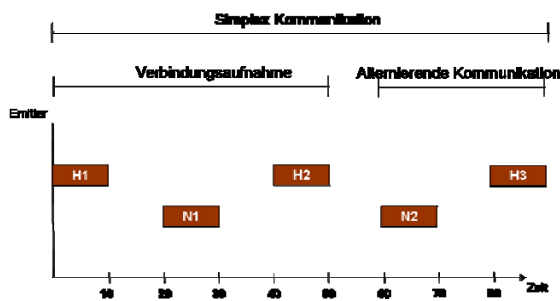 Simplex Kommunikation
Verbindungsaufnahme
Alternierende Kommunikation
Emitter
H1
H2
H3
N1
N2
10
20
30
40
50
60
70
80
Zeit